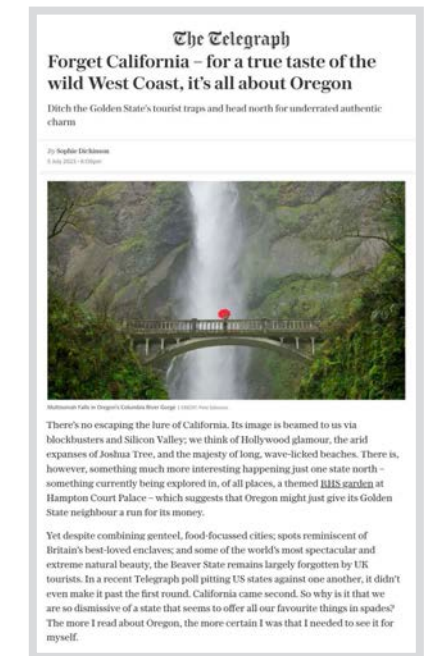 The Telegraph
Forget California – for a true taste of the
wild West Coast, it's all about Oregon
Ditch the Golden State's tourist traps and head north for underrated authentic
charm
By Sophie Dickinson
5 July 2023 • 4:00pm
Multnomah Falls in Oregon's Columbia River Gorge CREDIT:
There's no escaping the lure of California. Its image is beamed to us via
blockbusters and Silicon Valley; we think of Hollywood glamour, the arid
expanses of Joshua Tree, and the majesty of long, wave-licked beaches. There is,
however, something much more interesting happening just one state north –
something currently being explored in, of all places, a themed RHS garden at
Hampton Court Palace – which suggests that Oregon might just give its Golden
State neighbour a run for its money.
Yet despite combining genteel, food-focussed cities; spots reminiscent of
Britain's best-loved enclaves; and some of the world's most spectacular and
extreme natural beauty, the Beaver State remains largely forgotten by UK
tourists. In a recent Telegraph poll pitting US states against one another, it didn't
even make it past the first round. California came second. So why is it that we
are so dismissive of a state that seems to offer all our favourite things in spades?
The more I read about Oregon, the more certain I was that I needed to see it for
myself.